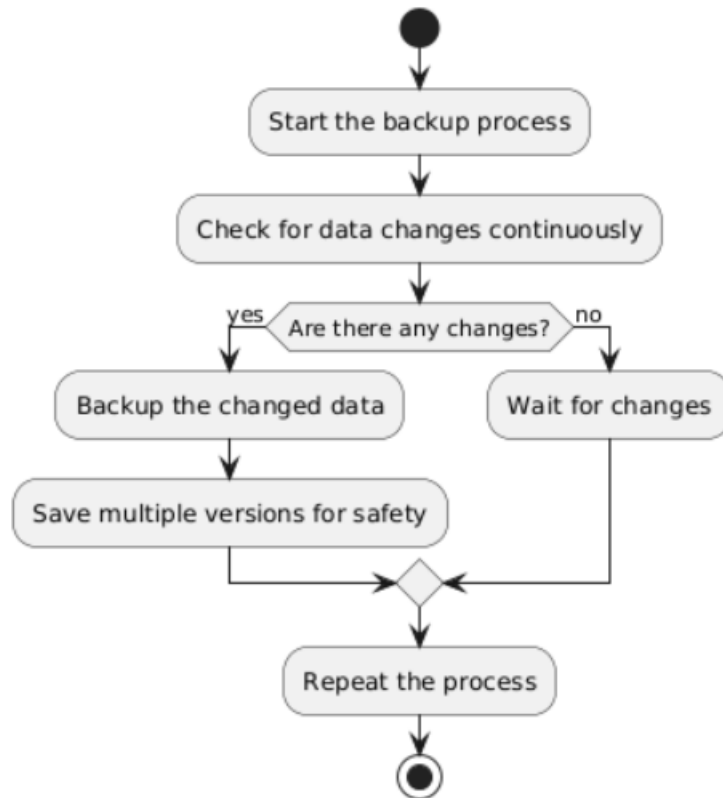 Start the backup process
Check for data changes continuously
yes
Are there any changes?
no
Backup the changed data
Wait for changes
Save multiple versions for safety
Repeat the process